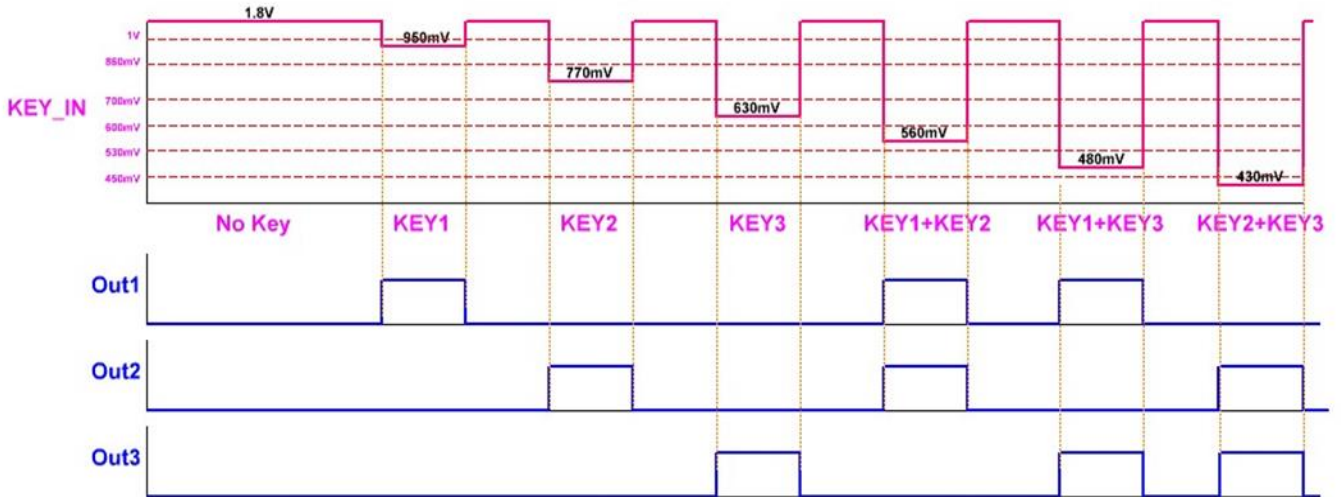 1.8V
1V
950mV
850mV
770mV
700mV
KEY_IN
630mV
600mV
560mV
530mV
480mV
450mV
430mV
No Key KEY1 KEY2 KEY3 KEY1+KEY2 KEY1+KEY3 KEY2+KEY3
Out1
Out2
Out3